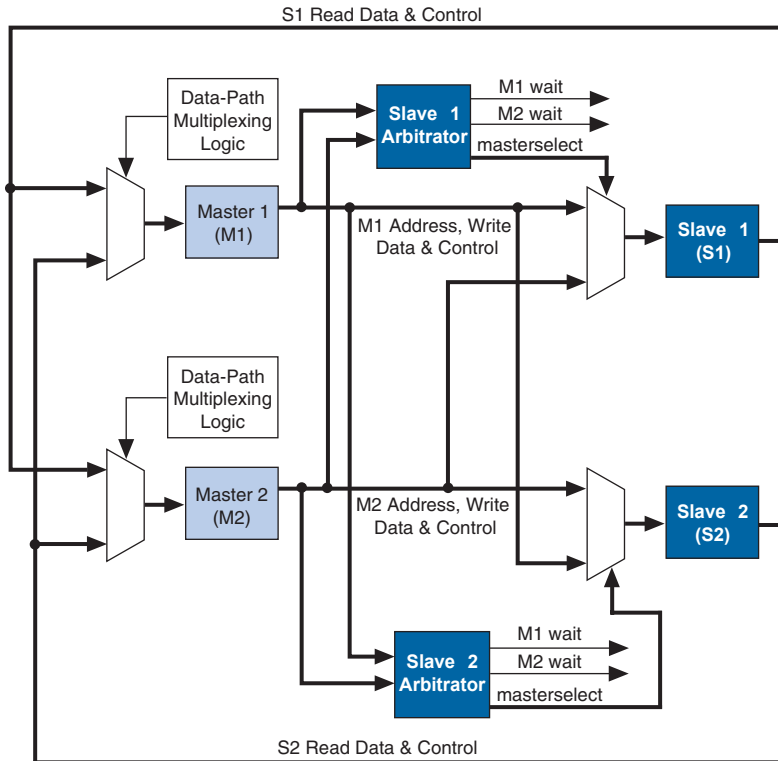 S1 Read Data & Control
Data-Path
Multiplexing
Logic
Slave 1
Arbitrator
M1 wait
M2 wait
masterselect
Master 1
(M1)
M1 Address, Write
Data & Control
Slave 1
(S1)
Data-Path
Multiplexing
Logic
Master 2
(M2)
M2 Address, Write
Data & Control
Slave 2
(S2)
Slave 2
Arbitrator
M1 wait
M2 wait
masterselect
S2 Read Data & Control